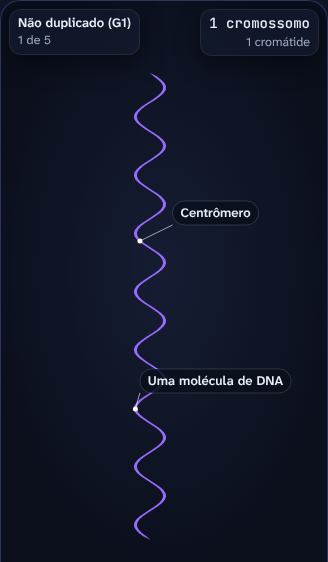 Não duplicado (G1)
1 de 5
1 cromossomo
1 cromátide
Centrômero
Uma molécula de DNA